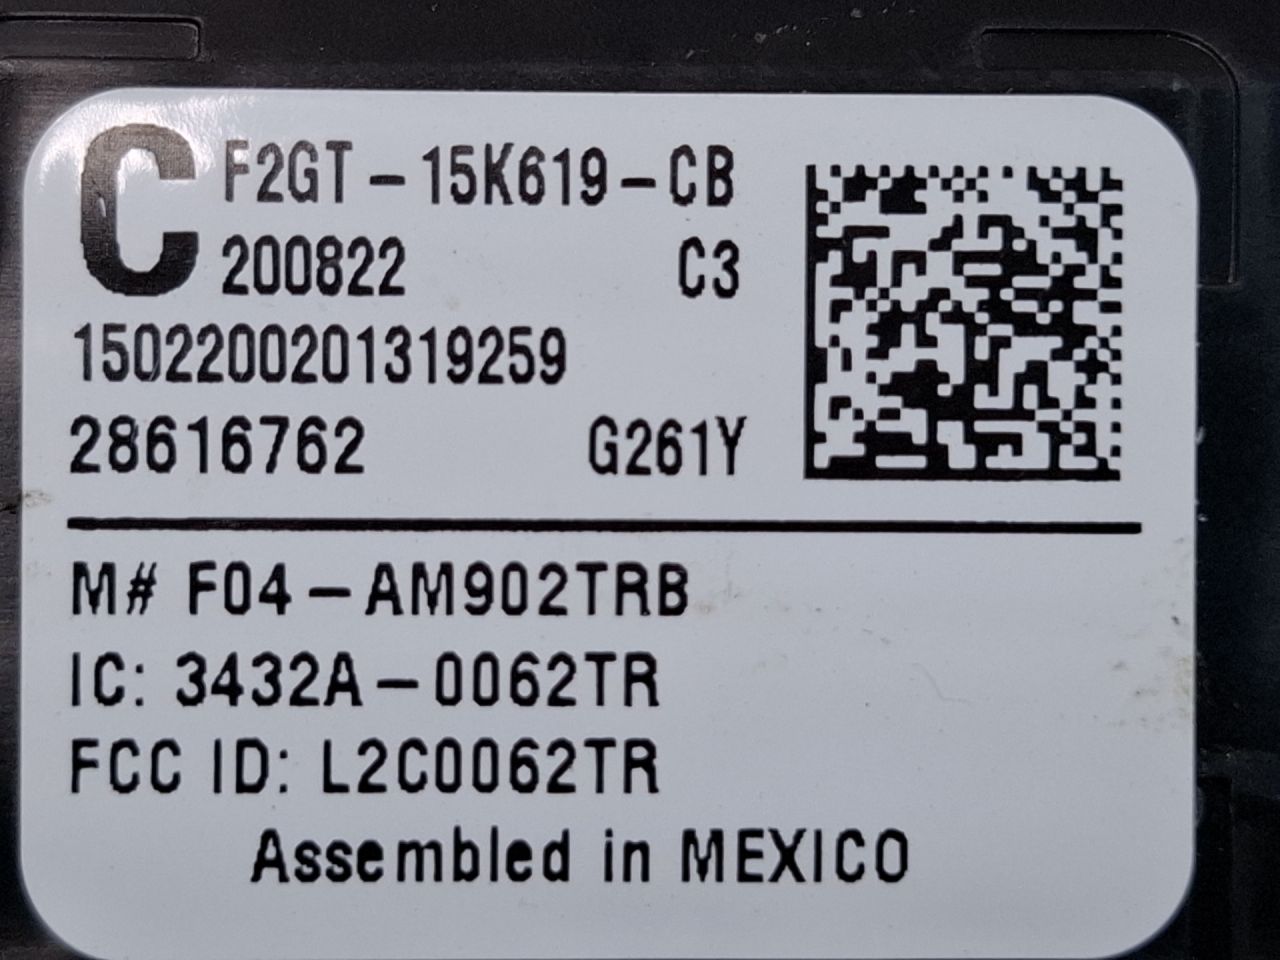 C F2GT-15K619-CB
200822 C3
1502200201319259
28616762 G261Y
M# F04-AM902TRB
IC: 3432A-0062TR
FCC ID: L2C0062TR
Assembled in MEXICO